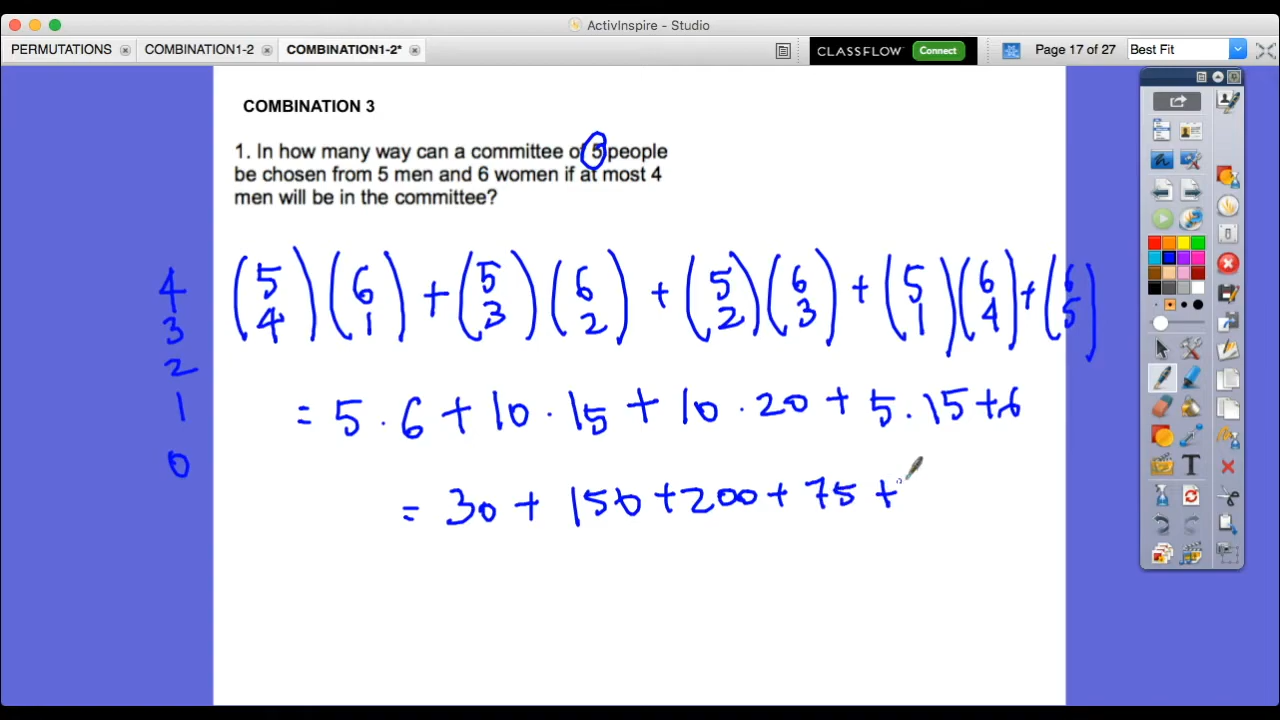 ActivInspire - Studio
PERMUTATIONS COMBINATION1-2 COMBINATION1-2* CLASSFLOW Connect Page 17 of 27 Best Fit
COMBINATION 3
1. In how many way can a committee of 5 people
be chosen from 5 men and 6 women if at most 4
men will be in the committee?
4
3
2
1
0
(5 4)(6 1) + (5 3)(6 2) + (5 2)(6 3) + (5 1)(6 4) + (6 5)
= 5 · 6 + 10 · 15 + 10 · 20 + 5 · 15 + 6
= 30 + 150 + 200 + 75 +
T